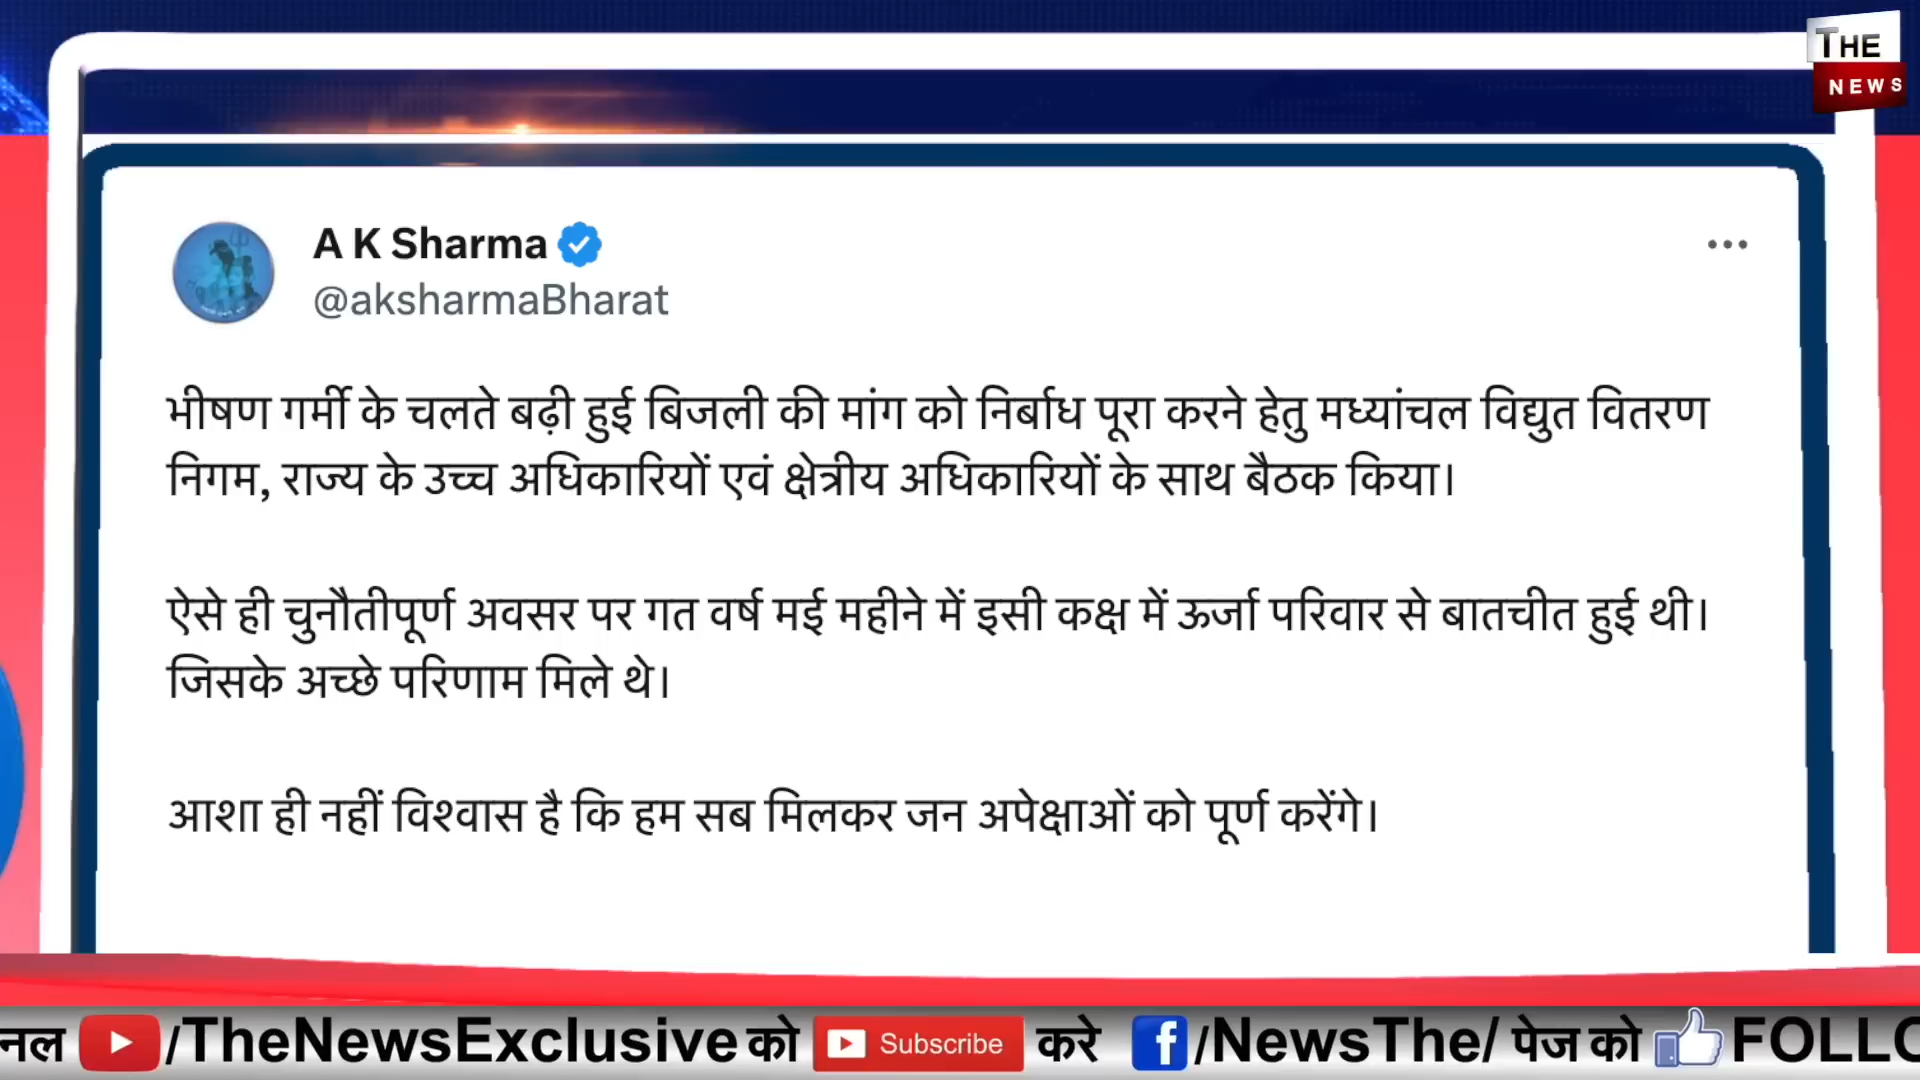 THE
NEWS
A K Sharma
@aksharmaBharat
भीषण गर्मी के चलते बढ़ी हुई बिजली की मांग को निर्बाध पूरा करने हेतु मध्यांचल विद्युत वितरण
निगम, राज्य के उच्च अधिकारियों एवं क्षेत्रीय अधिकारियों के साथ बैठक किया।
ऐसे ही चुनौतीपूर्ण अवसर पर गत वर्ष मई महीने में इसी कक्ष में ऊर्जा परिवार से बातचीत हुई थी।
जिसके अच्छे परिणाम मिले थे।
आशा ही नहीं विश्वास है कि हम सब मिलकर जन अपेक्षाओं को पूर्ण करेंगे।
नल /TheNewsExclusive को Subscribe करे /NewsThe/ पेज को FOLLO